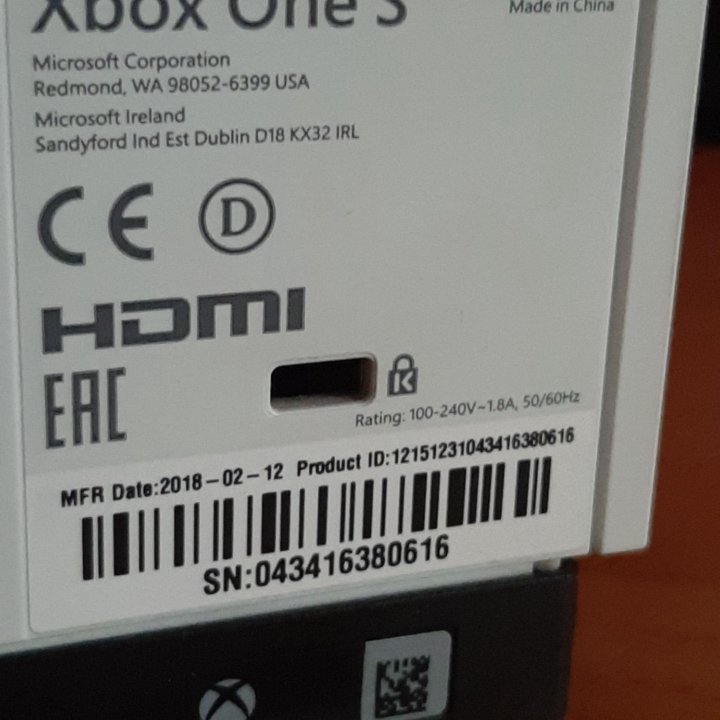 Xbox One S
Made in China
Microsoft Corporation
Redmond, WA 98052-6399 USA
Microsoft Ireland
Sandyford Ind Est Dublin D18 KX32 IRL
CE D
HDMI
EAC
K
Rating: 100-240V~1.8A, 50/60Hz
MFR Date:2018-02-12 Product ID:12151231043416380616
SN:043416380616